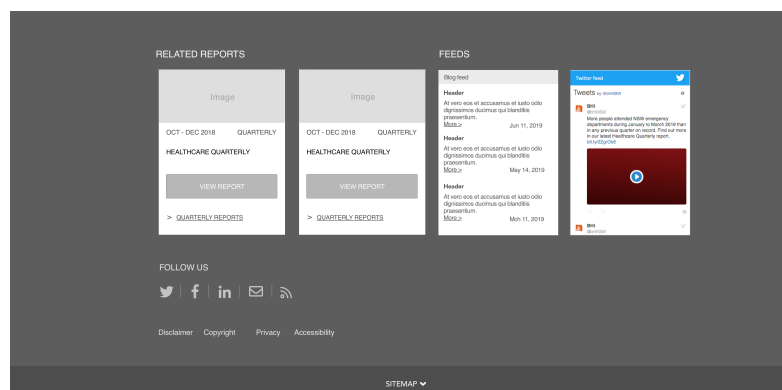 RELATED REPORTS
Image
OCT - DEC 2018 QUARTERLY
HEALTHCARE QUARTERLY
VIEW REPORT
> QUARTERLY REPORTS
Image
OCT - DEC 2018 QUARTERLY
HEALTHCARE QUARTERLY
VIEW REPORT
> QUARTERLY REPORTS
FEEDS
Blog feed
Header
At vero eos et accusamus et iusto odio
dignissimos ducimus qui blanditiis
praesentium.
More > Jun 11, 2019
Header
At vero eos et accusamus et iusto odio
dignissimos ducimus qui blanditiis
praesentium.
More > May 14, 2019
Header
At vero eos et accusamus et iusto odio
dignissimos ducimus qui blanditiis
praesentium.
More > Mch 11, 2019
Twitter feed
Tweets by
BHI
More people attended NSW emergency
departments during January to March 2019 than
in any previous quarter on record. Find out more
in our latest Healthcare Quarterly report.
BHI
FOLLOW US
Disclaimer Copyright Privacy Accessibility
SITEMAP